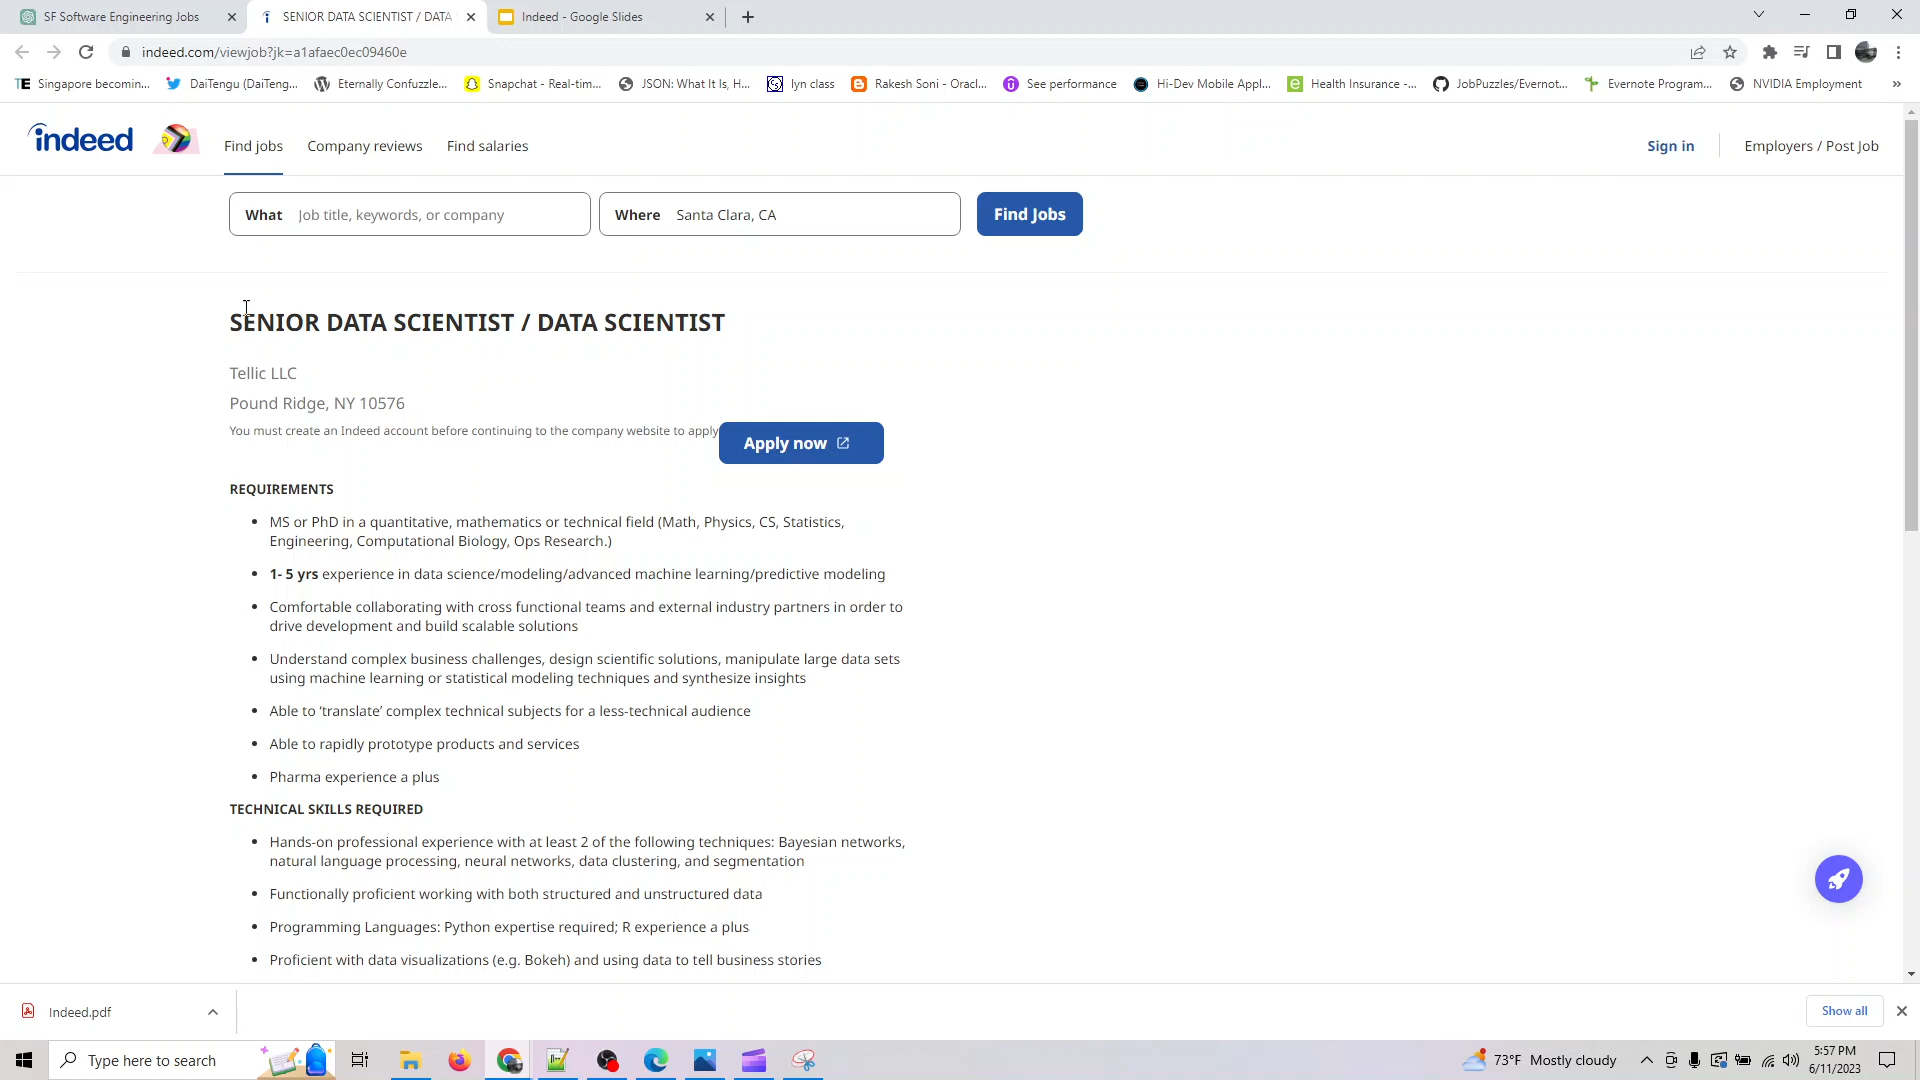 SF Software Engineering Jobs
SENIOR DATA SCIENTIST / DATA
Indeed - Google Slides
indeed.com/viewjob?jk=a1afaec0ec09460e
TE Singapore becomin... DaiTengu (DaiTeng... Eternally Confuzzle... Snapchat - Real-tim... JSON: What It Is, H... lyn class Rakesh Soni - Oracl... See performance Hi-Dev Mobile Appl... Health Insurance -... JobPuzzles/Evernot... Evernote Program... NVIDIA Employment »
indeed Find jobs Company reviews Find salaries Sign in Employers / Post Job
What Job title, keywords, or company Where Santa Clara, CA Find Jobs
SENIOR DATA SCIENTIST / DATA SCIENTIST
Tellic LLC
Pound Ridge, NY 10576
You must create an Indeed account before continuing to the company website to apply
Apply now
REQUIREMENTS
• MS or PhD in a quantitative, mathematics or technical field (Math, Physics, CS, Statistics,
Engineering, Computational Biology, Ops Research.)
• 1- 5 yrs experience in data science/modeling/advanced machine learning/predictive modeling
• Comfortable collaborating with cross functional teams and external industry partners in order to
drive development and build scalable solutions
• Understand complex business challenges, design scientific solutions, manipulate large data sets
using machine learning or statistical modeling techniques and synthesize insights
• Able to ‘translate’ complex technical subjects for a less-technical audience
• Able to rapidly prototype products and services
• Pharma experience a plus
TECHNICAL SKILLS REQUIRED
• Hands-on professional experience with at least 2 of the following techniques: Bayesian networks,
natural language processing, neural networks, data clustering, and segmentation
• Functionally proficient working with both structured and unstructured data
• Programming Languages: Python expertise required; R experience a plus
• Proficient with data visualizations (e.g. Bokeh) and using data to tell business stories
Indeed.pdf
Show all
Type here to search
73°F Mostly cloudy
5:57 PM
6/11/2023